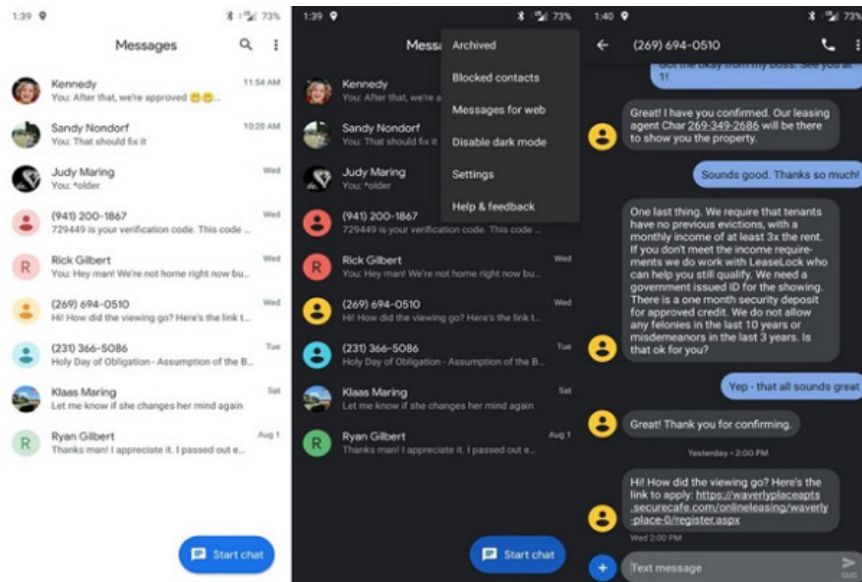 1:39
73%
Messages
Kennedy
11:54 AM
You: After that, we're approved 😁😁...
Sandy Nondorf
10:20 AM
You: That should fix it
Judy Maring
Wed
You: *older
(941) 200-1867
Wed
729449 is your verification code. This code ...
R
Rick Gilbert
Wed
You: Hey man! We're not home right now bu...
(269) 694-0510
Wed
Hi! How did the viewing go? Here's the link t...
(231) 366-5086
Tue
Holy Day of Obligation - Assumption of the B...
Klaas Maring
Sat
Let me know if she changes her mind again
R
Ryan Gilbert
Aug 1
Thanks man! I appreciate it. I passed out e...
Start chat
1:39
73%
Messa
Archived
Blocked contacts
Messages for web
Disable dark mode
Settings
Help & feedback
Kennedy
You: After that, we're a
Sandy Nondorf
You: That should fix it
Judy Maring
You: *older
(941) 200-1867
Wed
729449 is your verification code. This code ...
R
Rick Gilbert
Wed
You: Hey man! We're not home right now bu...
(269) 694-0510
Wed
Hi! How did the viewing go? Here's the link t...
(231) 366-5086
Tue
Holy Day of Obligation - Assumption of the B...
Klaas Maring
Sat
Let me know if she changes her mind again
R
Ryan Gilbert
Aug 1
Thanks man! I appreciate it. I passed out e...
Start chat
1:40
73%
(269) 694-0510
Got the okay from my boss. See you at
1!
Great! I have you confirmed. Our leasing
agent Char 269-349-2686 will be there
to show you the property.
Sounds good. Thanks so much!
One last thing. We require that tenants
have no previous evictions, with a
monthly income of at least 3x the rent.
If you don't meet the income require-
ments we do work with LeaseLock who
can help you still qualify. We need a
government issued ID for the showing.
There is a one month security deposit
for approved credit. We do not allow
any felonies in the last 10 years or
misdemeanors in the last 3 years. Is
that ok for you?
Yep - that all sounds great
Great! Thank you for confirming.
Yesterday • 2:00 PM
Hi! How did the viewing go? Here's the
link to apply: https://waverlyplaceapts
.securecafe.com/onlineleasing/waverly
-place-0/register.aspx
Wed 2:00 PM
Text message
SMS